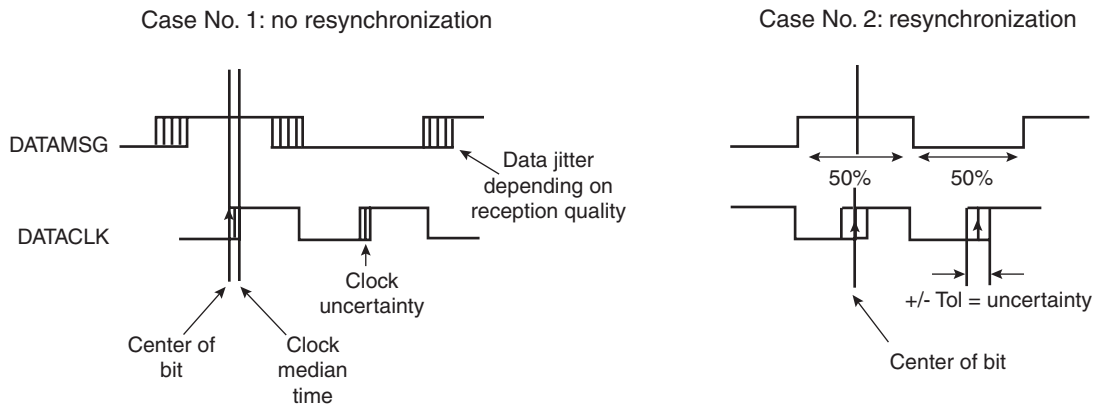 Case No. 1: no resynchronization
Case No. 2: resynchronization
DATAMSG
Data jitter
depending on
reception quality
50%
50%
DATACLK
Clock
uncertainty
+/- Tol = uncertainty
Center of
bit
Clock
median
time
Center of bit